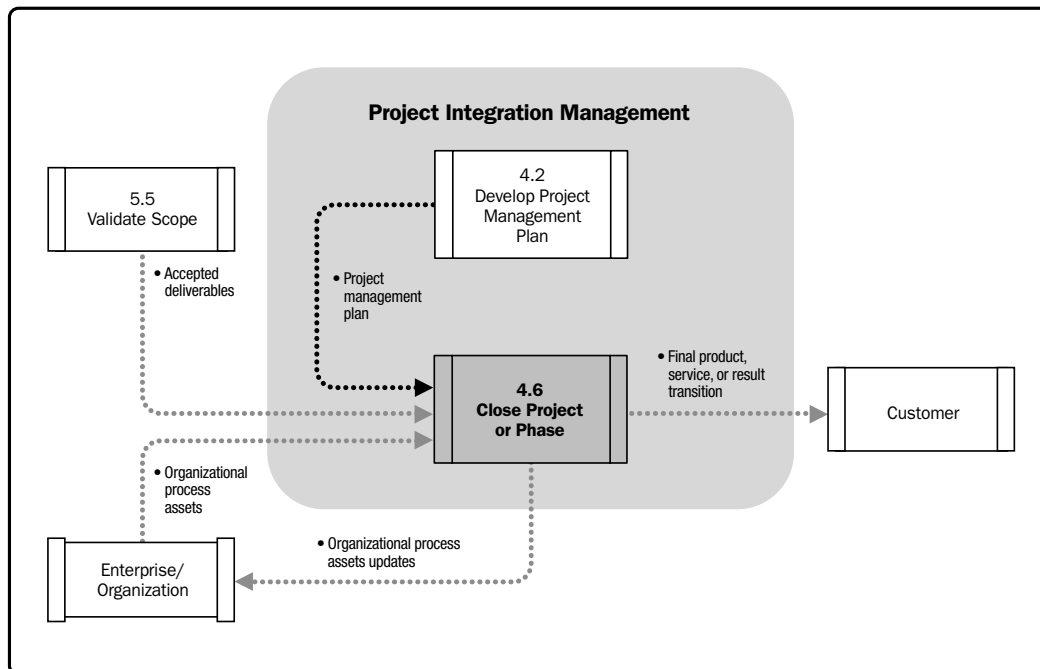 Project Integration Management
5.5
Validate Scope
4.2
Develop Project
Management
Plan
• Accepted
deliverables
• Project
management
plan
4.6
Close Project
or Phase
• Final product,
service, or result
transition
Customer
• Organizational
process
assets
• Organizational process
assets updates
Enterprise/
Organization